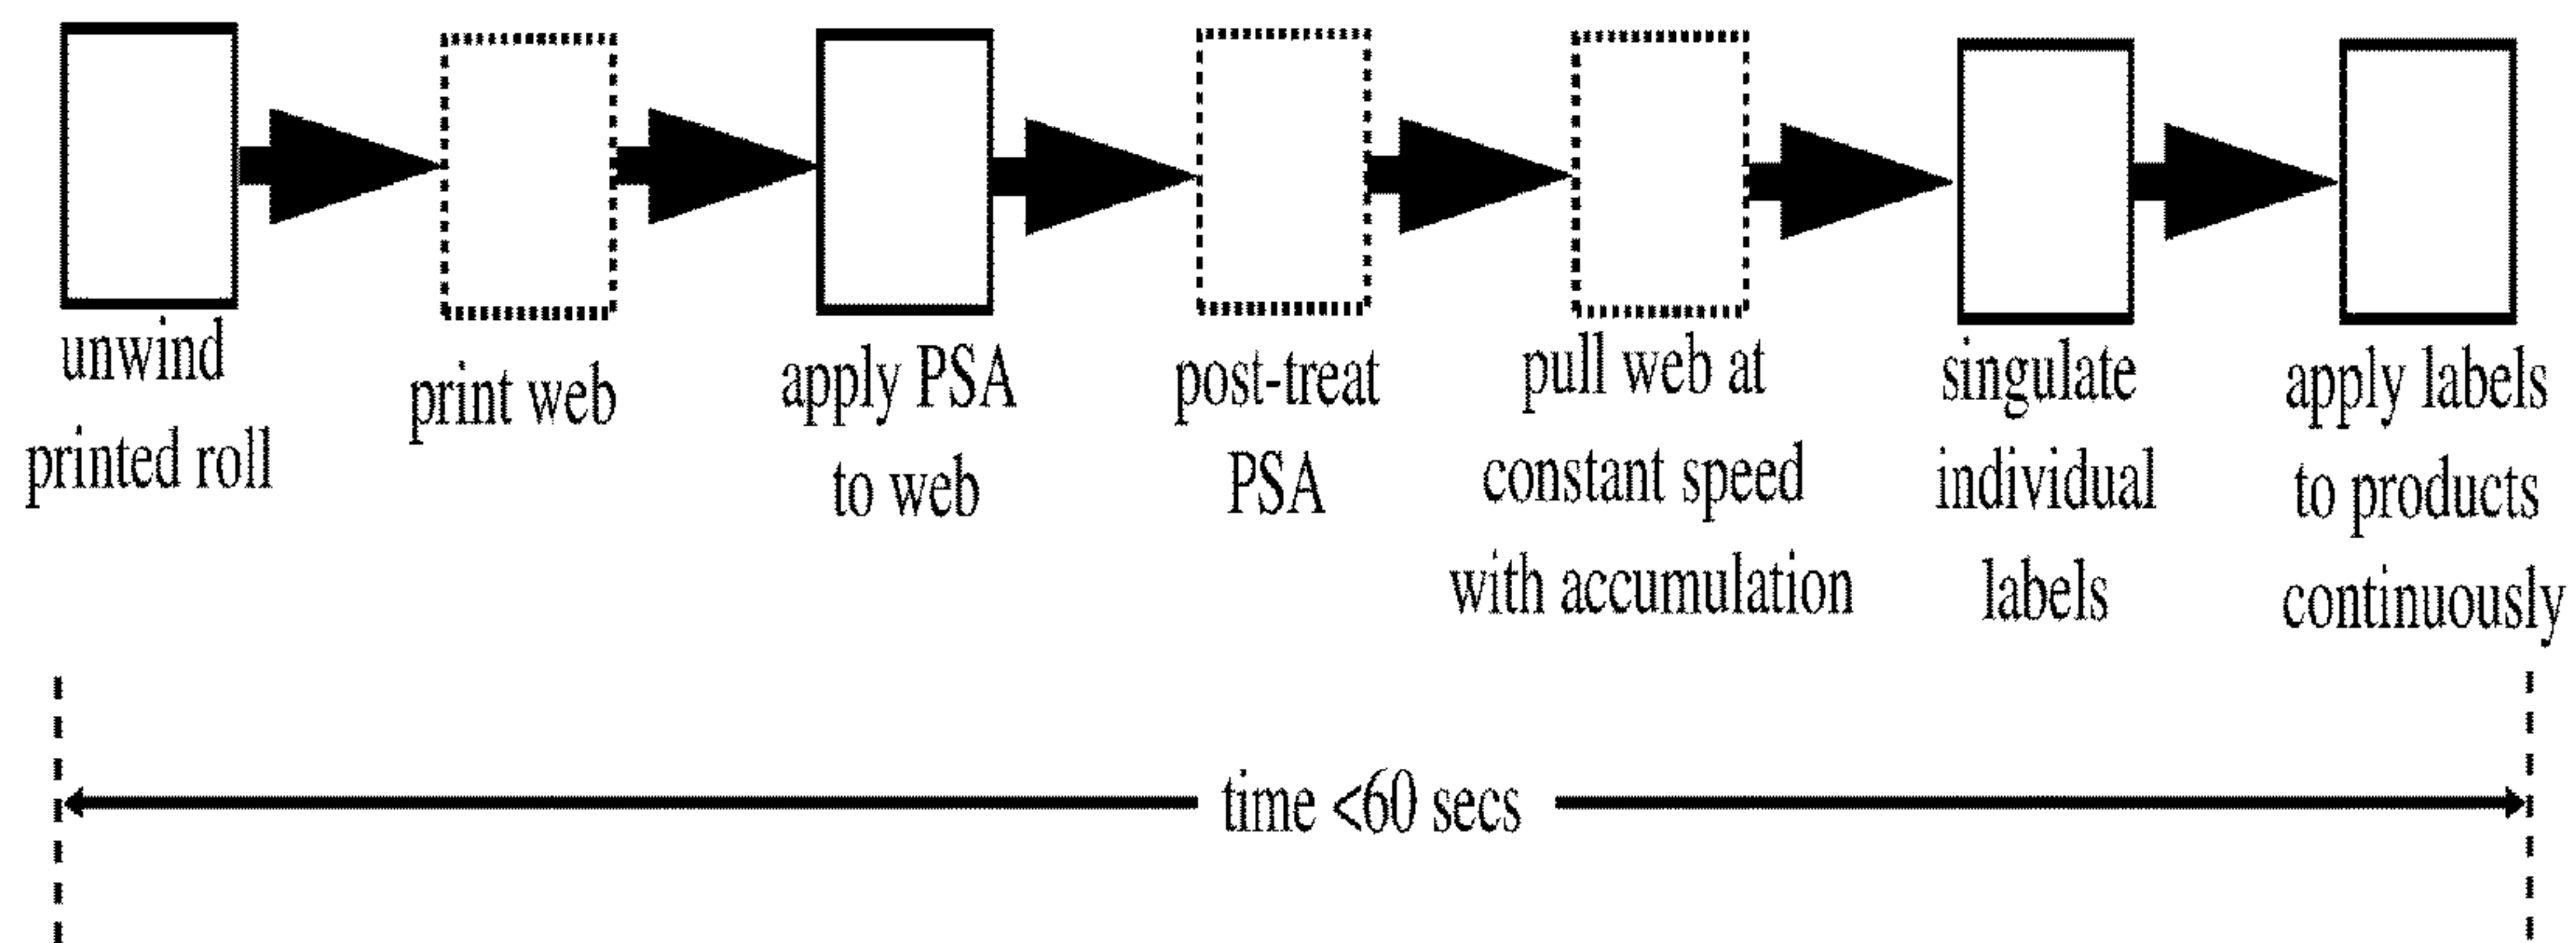 unwind
printed roll
print web
apply PSA
to web
post-treat
PSA
pull web at
constant speed
with accumulation
singulate
individual
labels
apply labels
to products
continuously
time <60 secs